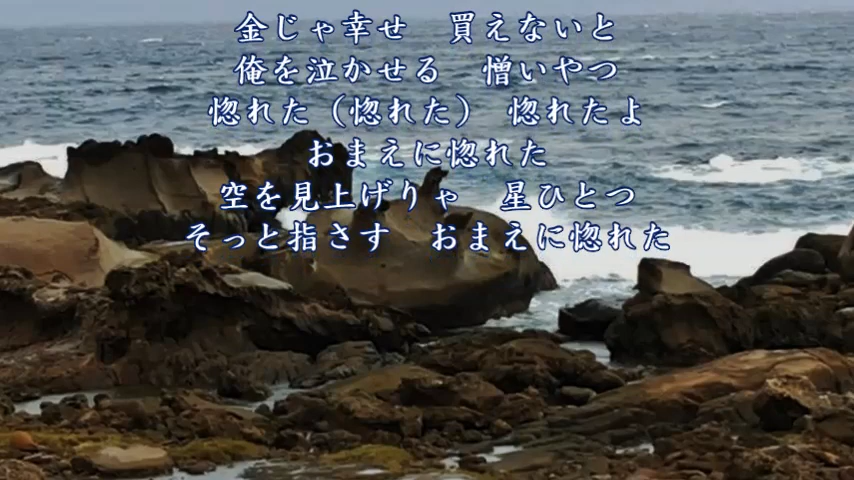 金じゃ幸せ　買えないと
俺を泣かせる　憎いやつ
惚れた（惚れた）　惚れたよ
おまえに惚れた
空を見上げりゃ　星ひとつ
そっと指さす　おまえに惚れた